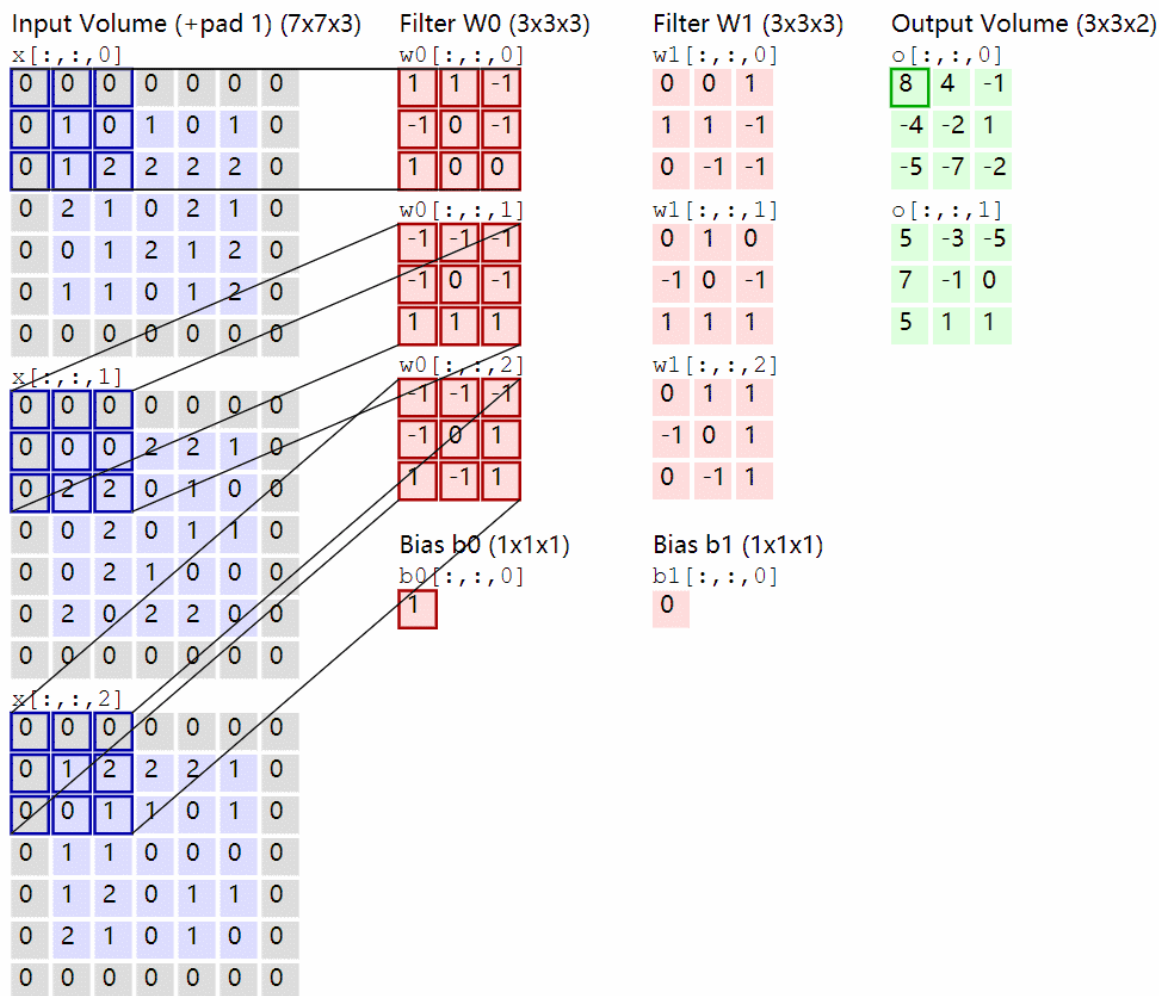 Input Volume (+pad 1) (7x7x3)
x[:,:,0]
0 0 0 0 0 0 0
0 1 0 1 0 1 0
0 1 2 2 2 2 0
0 2 1 0 2 1 0
0 0 1 2 1 2 0
0 1 1 0 1 2 0
0 0 0 0 0 0 0
x[:,:,1]
0 0 0 0 0 0 0
0 0 0 2 2 1 0
0 2 2 0 1 0 0
0 0 2 0 1 1 0
0 0 2 1 0 0 0
0 2 0 2 2 0 0
0 0 0 0 0 0 0
x[:,:,2]
0 0 0 0 0 0 0
0 1 2 2 2 1 0
0 0 1 1 0 1 0
0 1 1 0 0 0 0
0 1 2 0 1 1 0
0 2 1 0 1 0 0
0 0 0 0 0 0 0
Filter W0 (3x3x3)
w0[:,:,0]
1 1 -1
-1 0 -1
1 0 0
w0[:,:,1]
-1 -1 -1
-1 0 -1
1 1 1
w0[:,:,2]
-1 -1 -1
-1 0 1
1 -1 1
Bias b0 (1x1x1)
b0[:,:,0]
1
Filter W1 (3x3x3)
w1[:,:,0]
0 0 1
1 1 -1
0 -1 -1
w1[:,:,1]
0 1 0
-1 0 -1
1 1 1
w1[:,:,2]
0 1 1
-1 0 1
0 -1 1
Bias b1 (1x1x1)
b1[:,:,0]
0
Output Volume (3x3x2)
o[:,:,0]
8 4 -1
-4 -2 1
-5 -7 -2
o[:,:,1]
5 -3 -5
7 -1 0
5 1 1